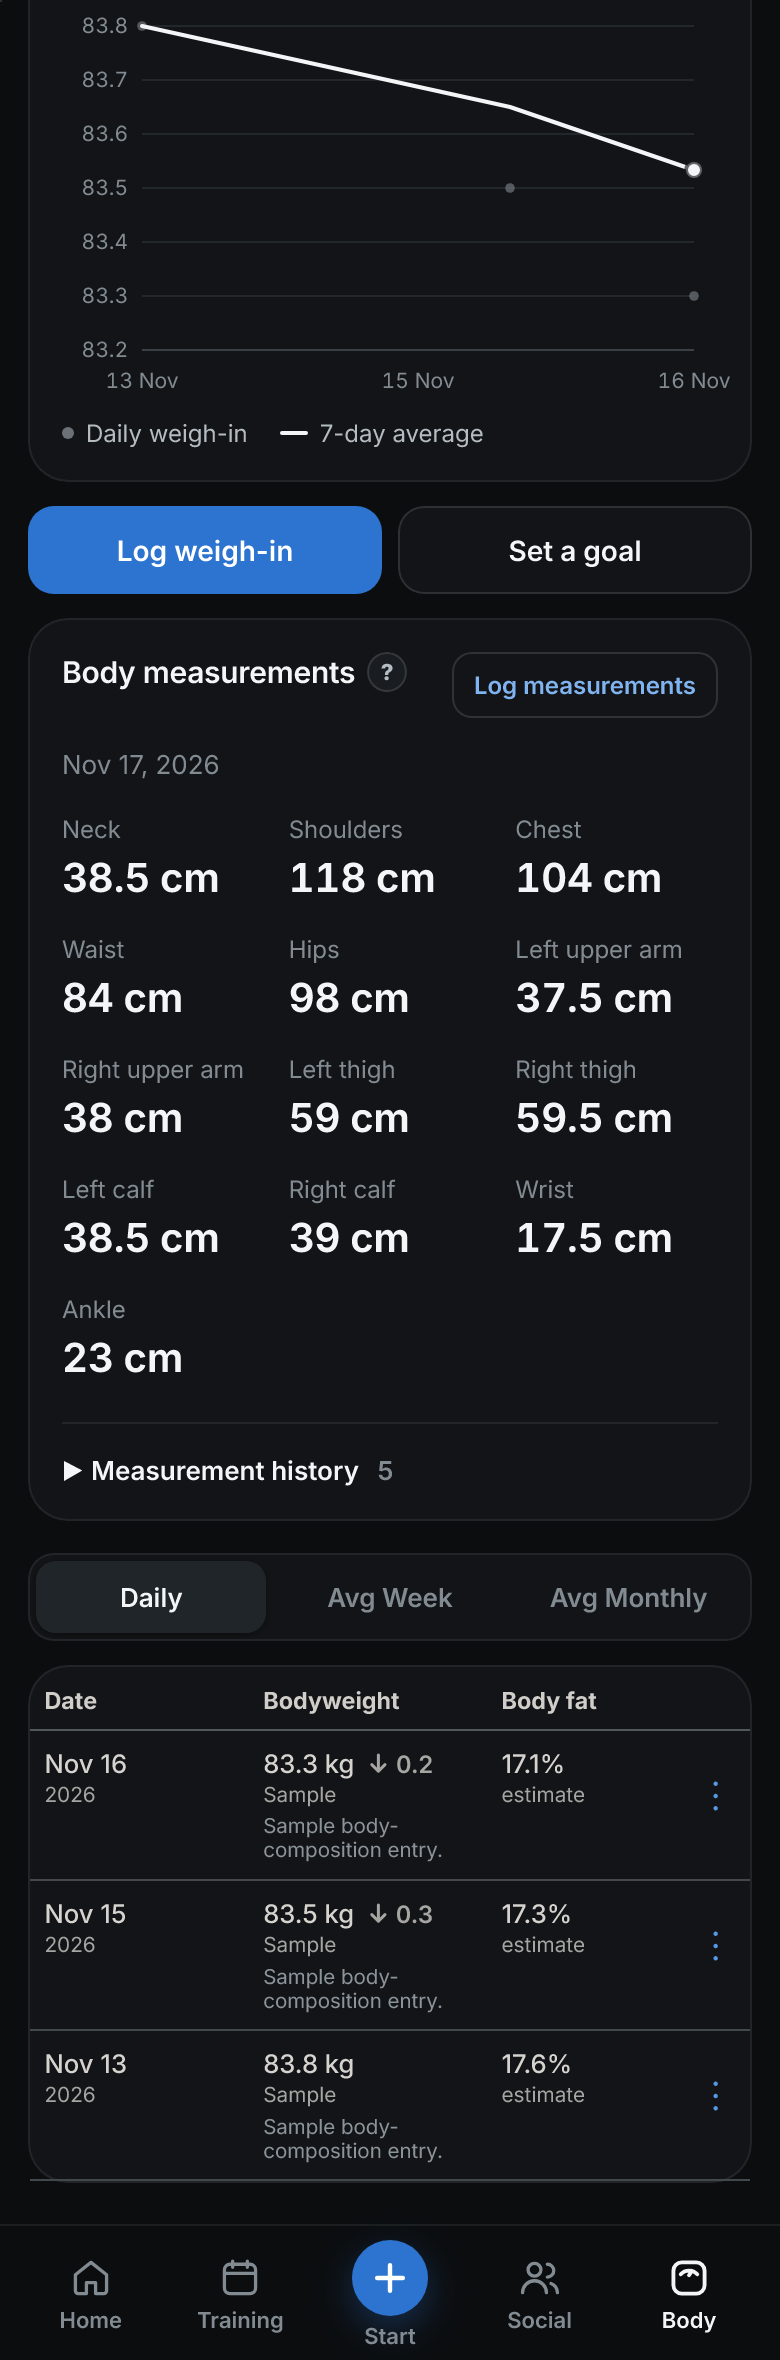 83.8
83.7
83.6
83.5
83.4
83.3
83.2
13 Nov 15 Nov 16 Nov
Daily weigh-in 7-day average
Log weigh-in Set a goal
Body measurements ? Log measurements
Nov 17, 2026
Neck Shoulders Chest
38.5 cm 118 cm 104 cm
Waist Hips Left upper arm
84 cm 98 cm 37.5 cm
Right upper arm Left thigh Right thigh
38 cm 59 cm 59.5 cm
Left calf Right calf Wrist
38.5 cm 39 cm 17.5 cm
Ankle
23 cm
▶ Measurement history 5
Daily Avg Week Avg Monthly
Date Bodyweight Body fat
Nov 16 83.3 kg ↓ 0.2 17.1%
2026 Sample estimate
Sample body-
composition entry.
Nov 15 83.5 kg ↓ 0.3 17.3%
2026 Sample estimate
Sample body-
composition entry.
Nov 13 83.8 kg 17.6%
2026 Sample estimate
Sample body-
composition entry.
Home Training Start Social Body